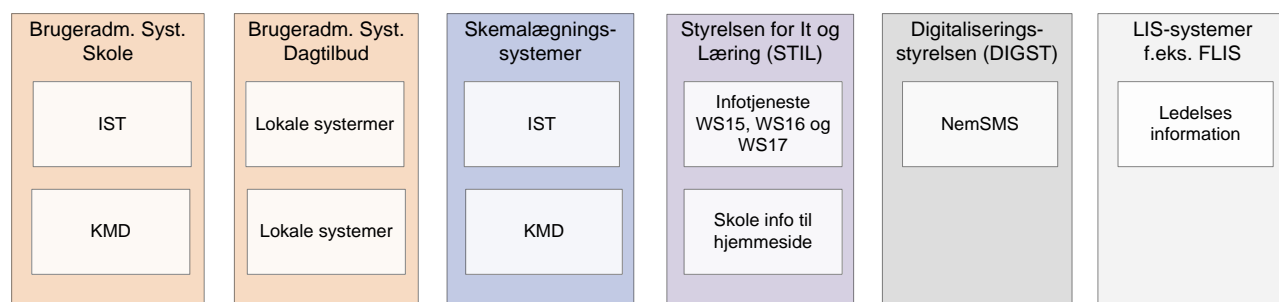 Brugeradm. Syst.
Skole
IST
KMD
Brugeradm. Syst.
Dagtilbud
Lokale systermer
Lokale systemer
Skemalægnings-
systemer
IST
KMD
Styrelsen for It og
Læring (STIL)
Infotjeneste
WS15, WS16 og
WS17
Skole info til
hjemmeside
Digitaliserings-
styrelsen (DIGST)
NemSMS
LIS-systemer
f.eks. FLIS
Ledelses
information